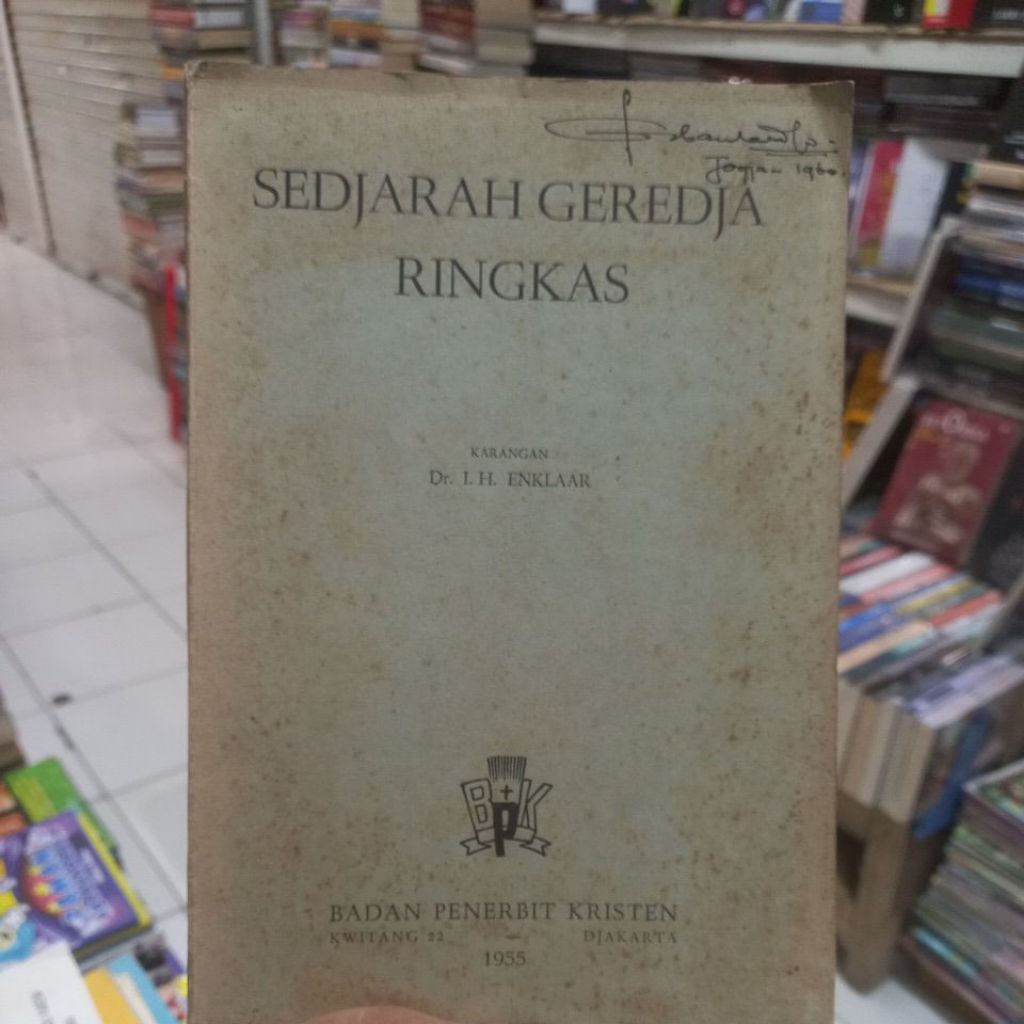 Jogja 1960.
SEDJARAH GEREDJA
RINGKAS
KARANGAN
Dr. I. H. ENKLAAR
BPK
BADAN PENERBIT KRISTEN
KWITANG 22 — DJAKARTA
1955